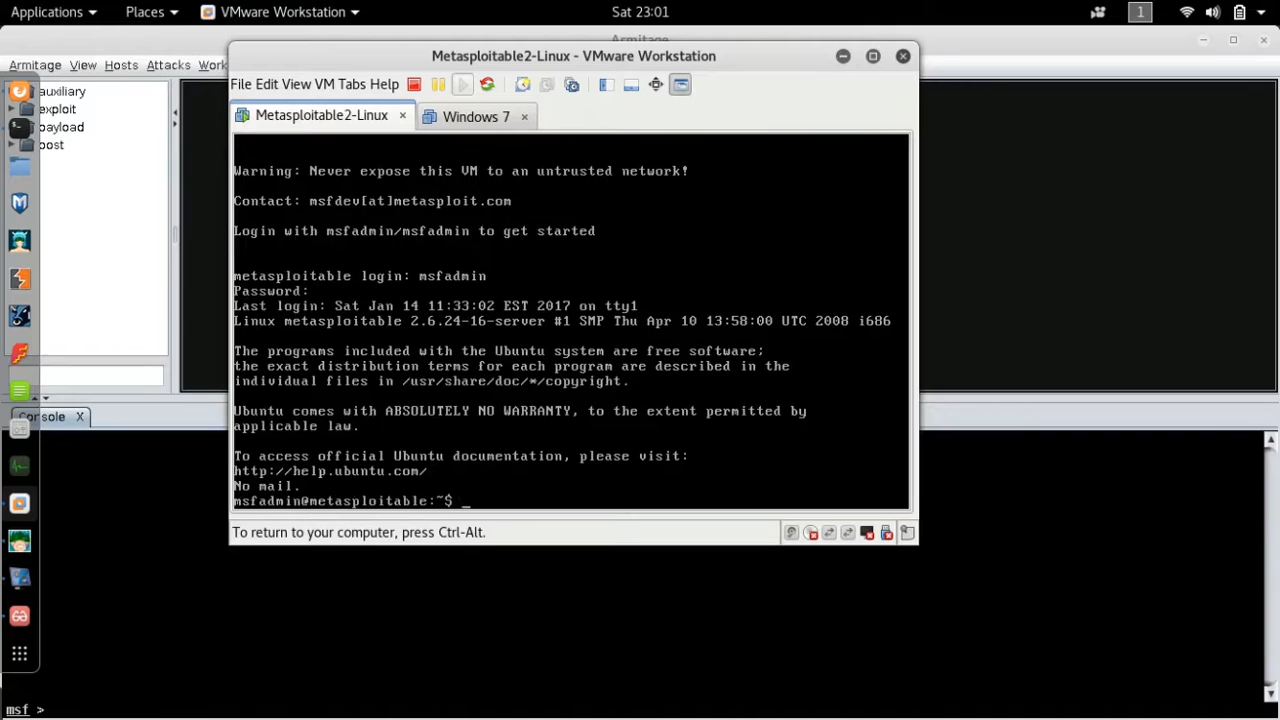 Applications Places VMware Workstation Sat 23:01 1
Armitage
Metasploitable2-Linux - VMware Workstation
Armitage View Hosts Attacks Work
File Edit View VM Tabs Help
auxiliary
exploit
payload
post
Metasploitable2-Linux × Windows 7 ×
Warning: Never expose this VM to an untrusted network!
Contact: msfdev[at]metasploit.com
Login with msfadmin/msfadmin to get started
metasploitable login: msfadmin
Password:
Last login: Sat Jan 14 11:33:02 EST 2017 on tty1
Linux metasploitable 2.6.24-16-server #1 SMP Thu Apr 10 13:58:00 UTC 2008 i686
The programs included with the Ubuntu system are free software;
the exact distribution terms for each program are described in the
individual files in /usr/share/doc/*/copyright.
Ubuntu comes with ABSOLUTELY NO WARRANTY, to the extent permitted by
applicable law.
To access official Ubuntu documentation, please visit:
http://help.ubuntu.com/
No mail.
msfadmin@metasploitable:~$ _
To return to your computer, press Ctrl-Alt.
Console X
msf >